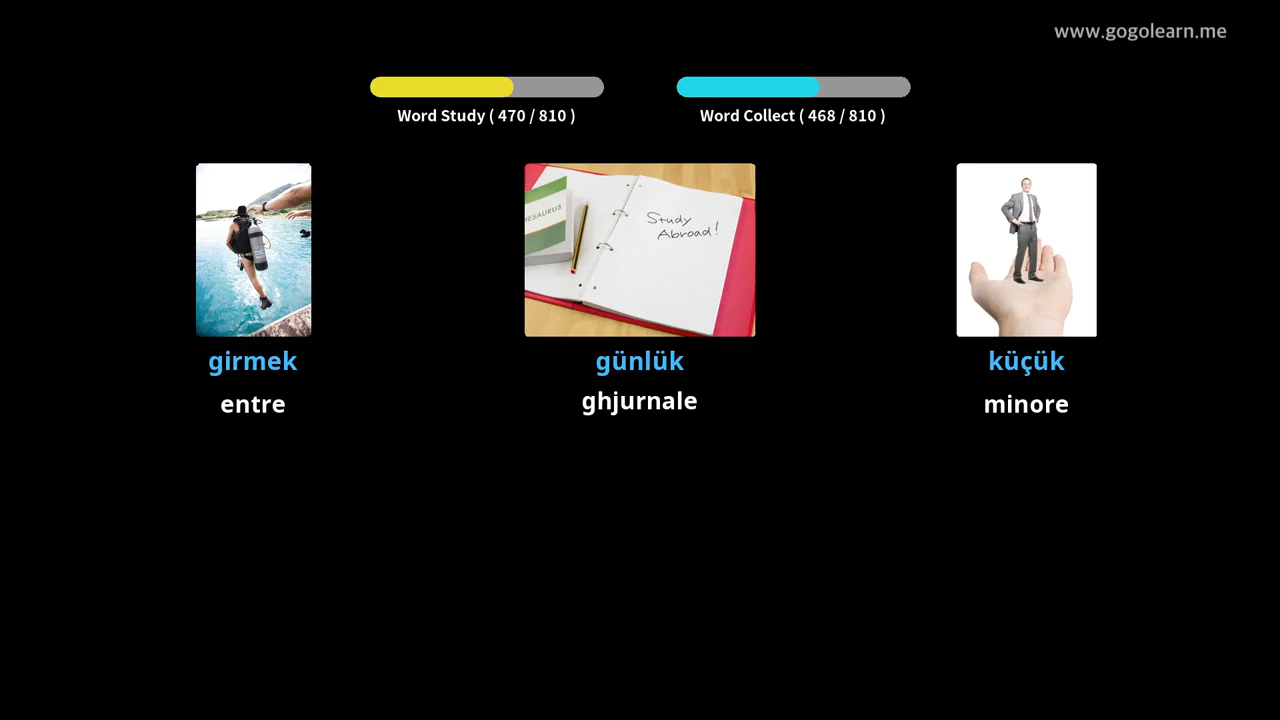 www.gogolearn.me
Word Study ( 470 / 810 )
Word Collect ( 468 / 810 )
HESAURUS
Study
Abroad!
girmek
günlük
küçük
entre
ghjurnale
minore